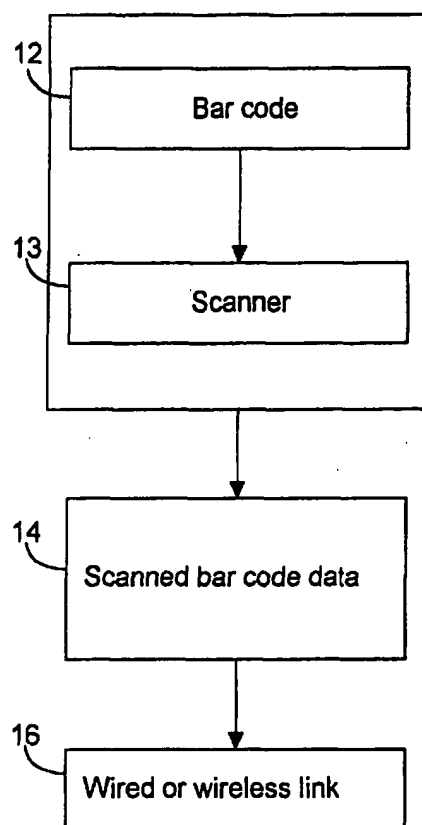 12
Bar code
13
Scanner
14
Scanned bar code data
16
Wired or wireless link